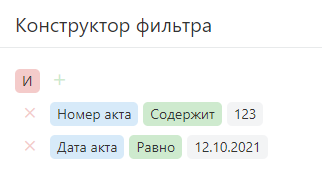 Конструктор фильтра
И +
× Номер акта Содержит 123
× Дата акта Равно 12.10.2021